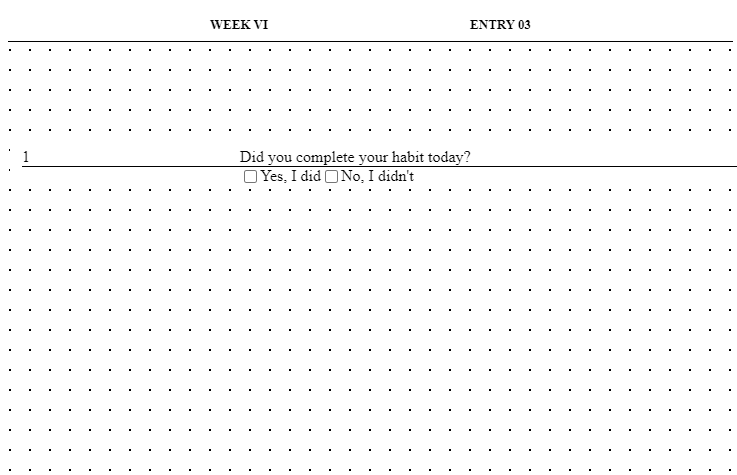 WEEK VI ENTRY 03
1 Did you complete your habit today?
Yes, I did No, I didn't